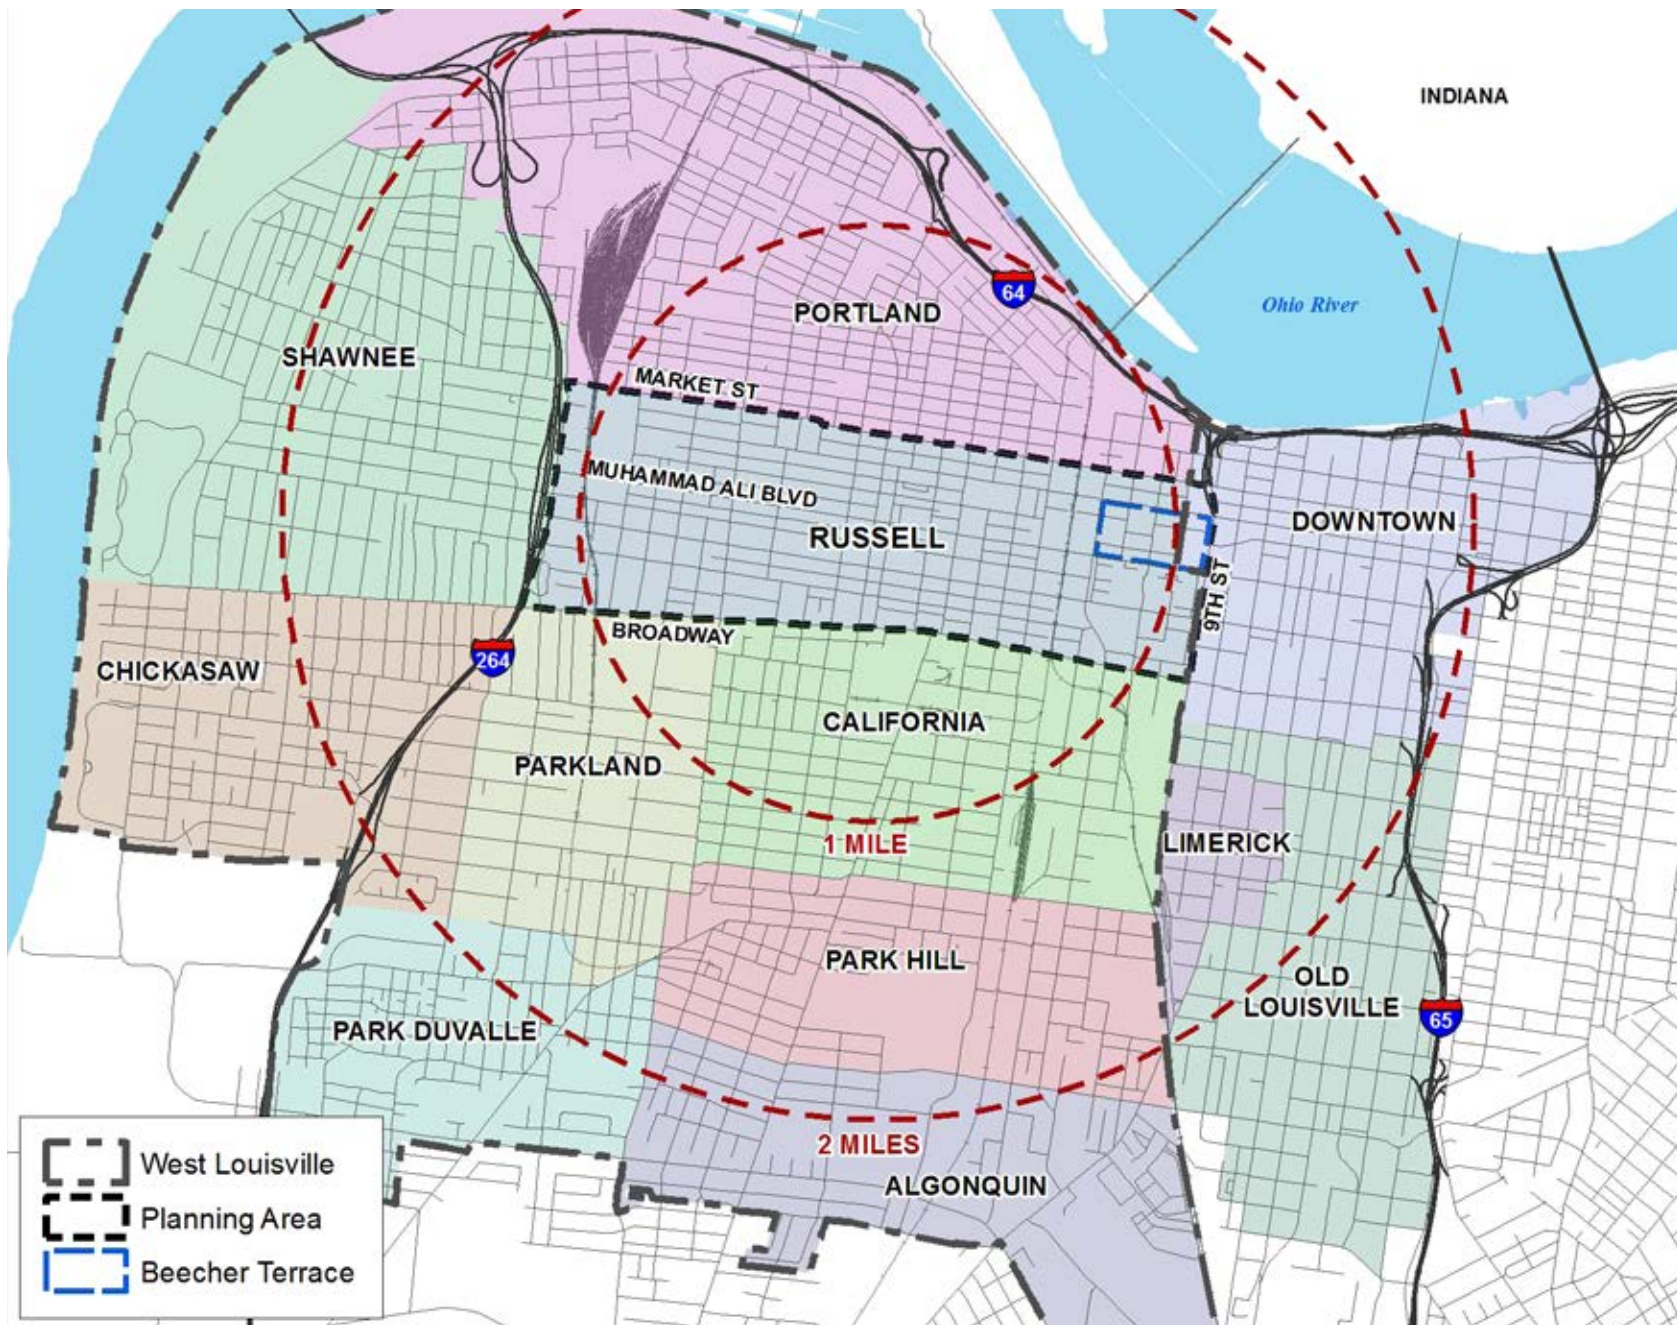 INDIANA
64
Ohio River
PORTLAND
SHAWNEE
MARKET ST
MUHAMMAD ALI BLVD
RUSSELL
DOWNTOWN
9TH ST
BROADWAY
264
CHICKASAW
CALIFORNIA
PARKLAND
1 MILE
LIMERICK
PARK HILL
OLD
LOUISVILLE
65
PARK DUVALLE
2 MILES
ALGONQUIN
West Louisville
Planning Area
Beecher Terrace